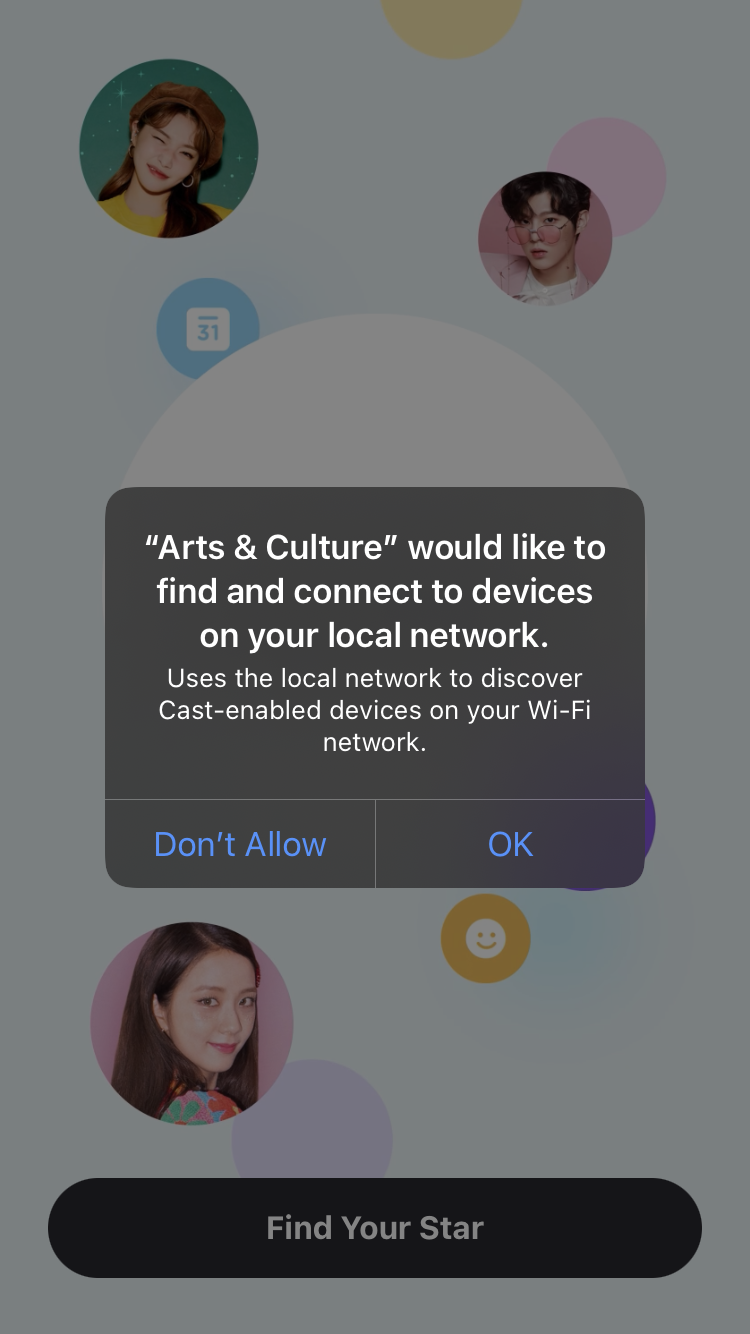 31
“Arts & Culture” would like to
find and connect to devices
on your local network.
Uses the local network to discover
Cast-enabled devices on your Wi-Fi
network.
Don’t Allow
OK
Find Your Star